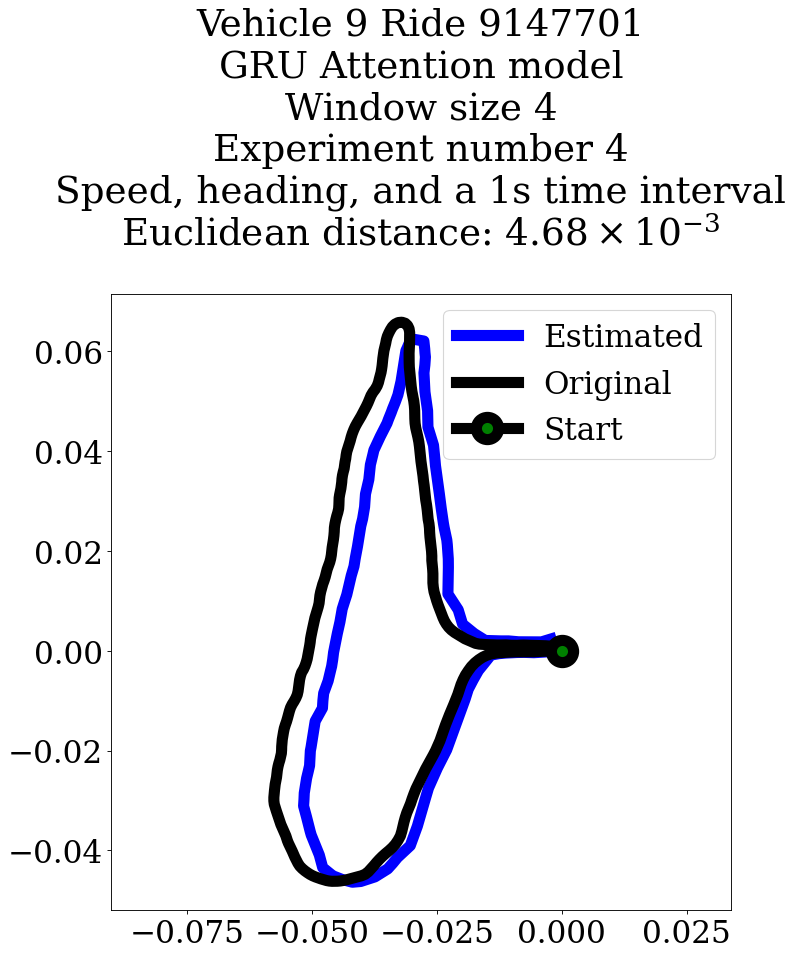 Vehicle 9 Ride 9147701
GRU Attention model
Window size 4
Experiment number 4
Speed, heading, and a 1s time interval
Euclidean distance: 4.68 × 10⁻³
Estimated
Original
Start
0.06
0.04
0.02
0.00
−0.02
−0.04
−0.075 −0.050 −0.025 0.000 0.025